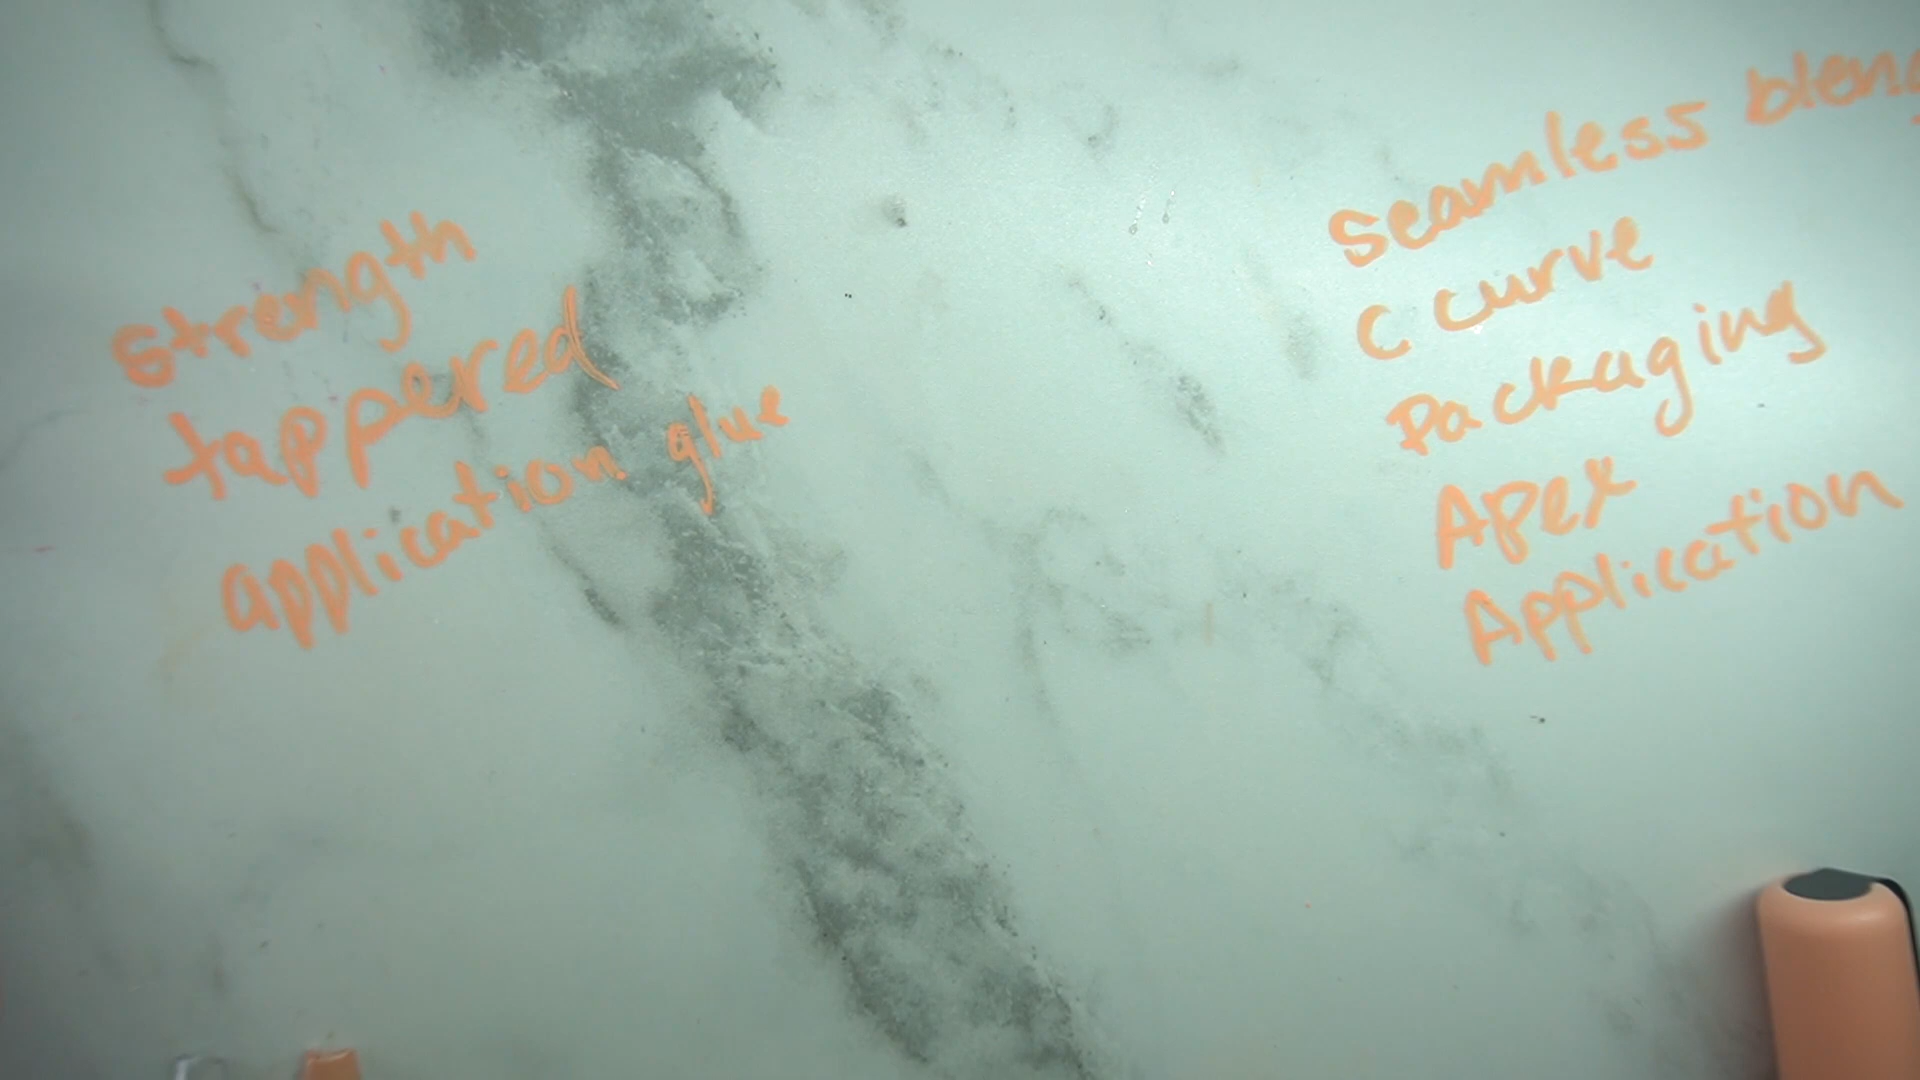 strength
tappered
application glue
Seamless
C curve
Packaging
Apex
Application